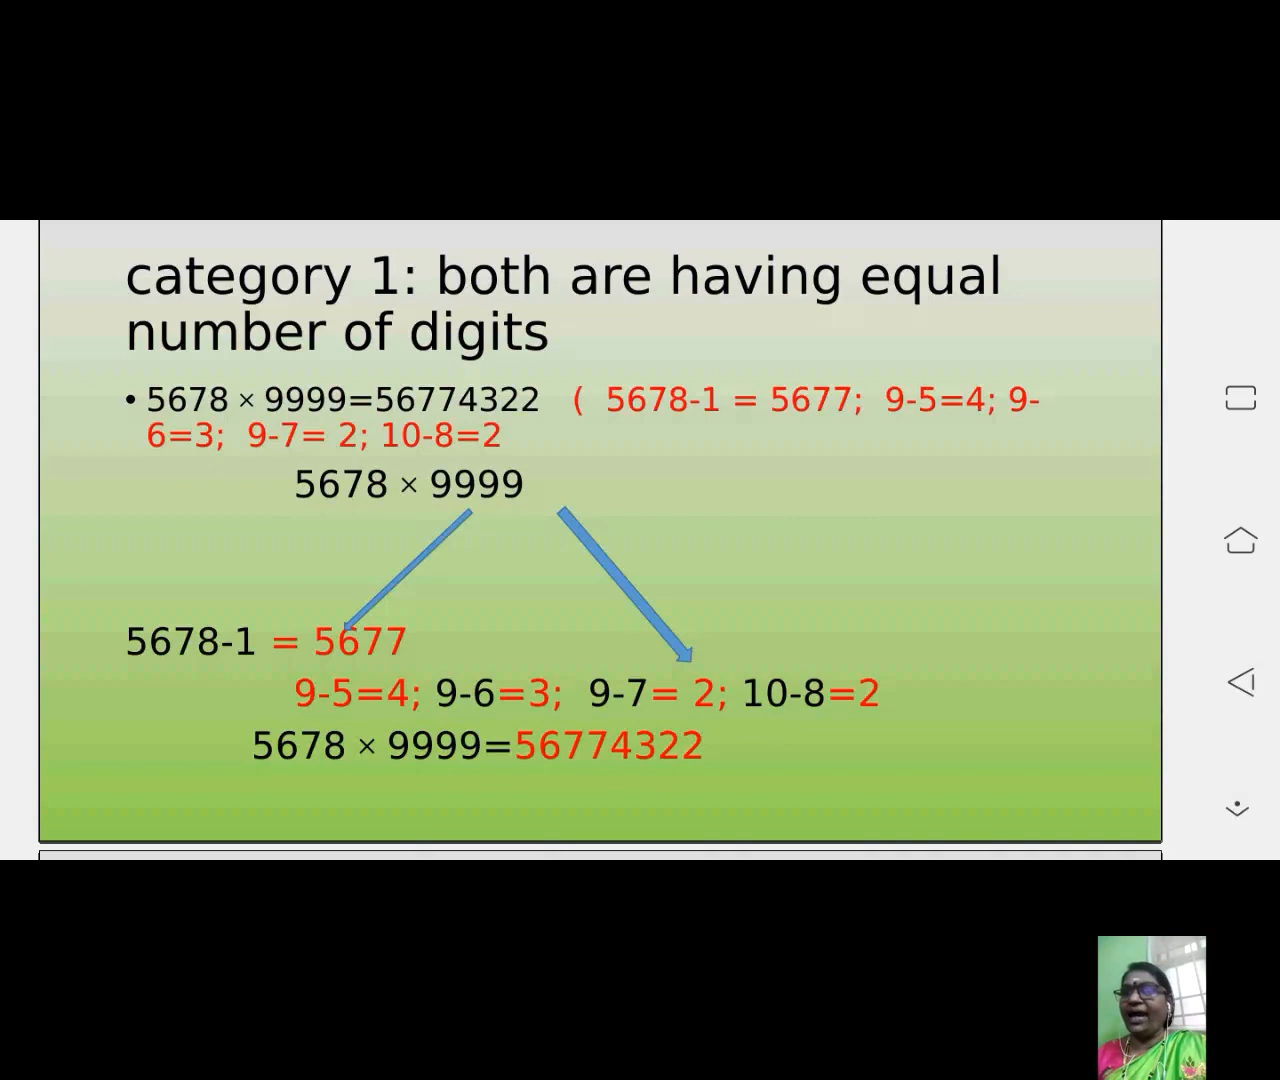 category 1: both are having equal
number of digits
• 5678 × 9999=56774322 ( 5678-1 = 5677; 9-5=4; 9-
6=3; 9-7= 2; 10-8=2
5678 × 9999
5678-1 = 5677
9-5=4; 9-6=3; 9-7= 2; 10-8=2
5678 × 9999=56774322